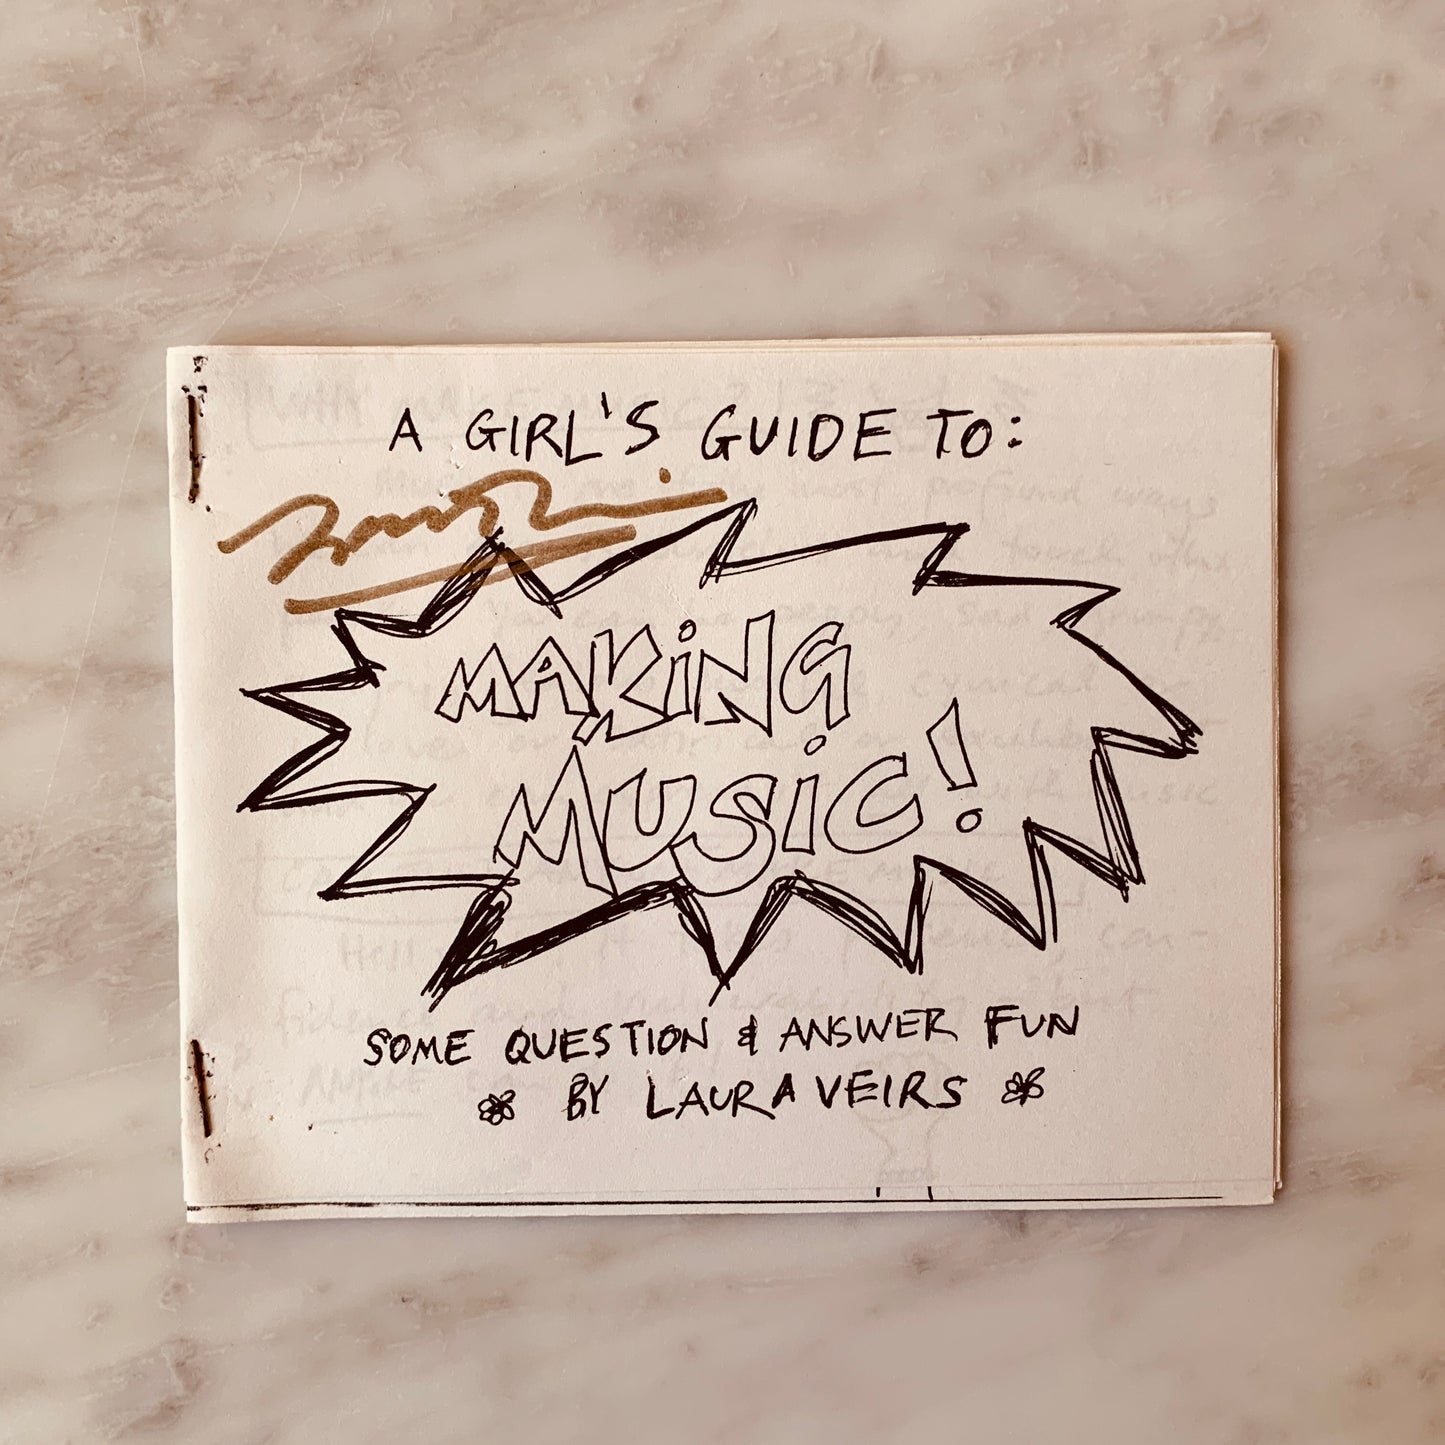 A GIRL'S GUIDE TO:
MAKiNG
MUSiC!
SOME QUESTION & ANSWER FUN
BY LAURA VEIRS